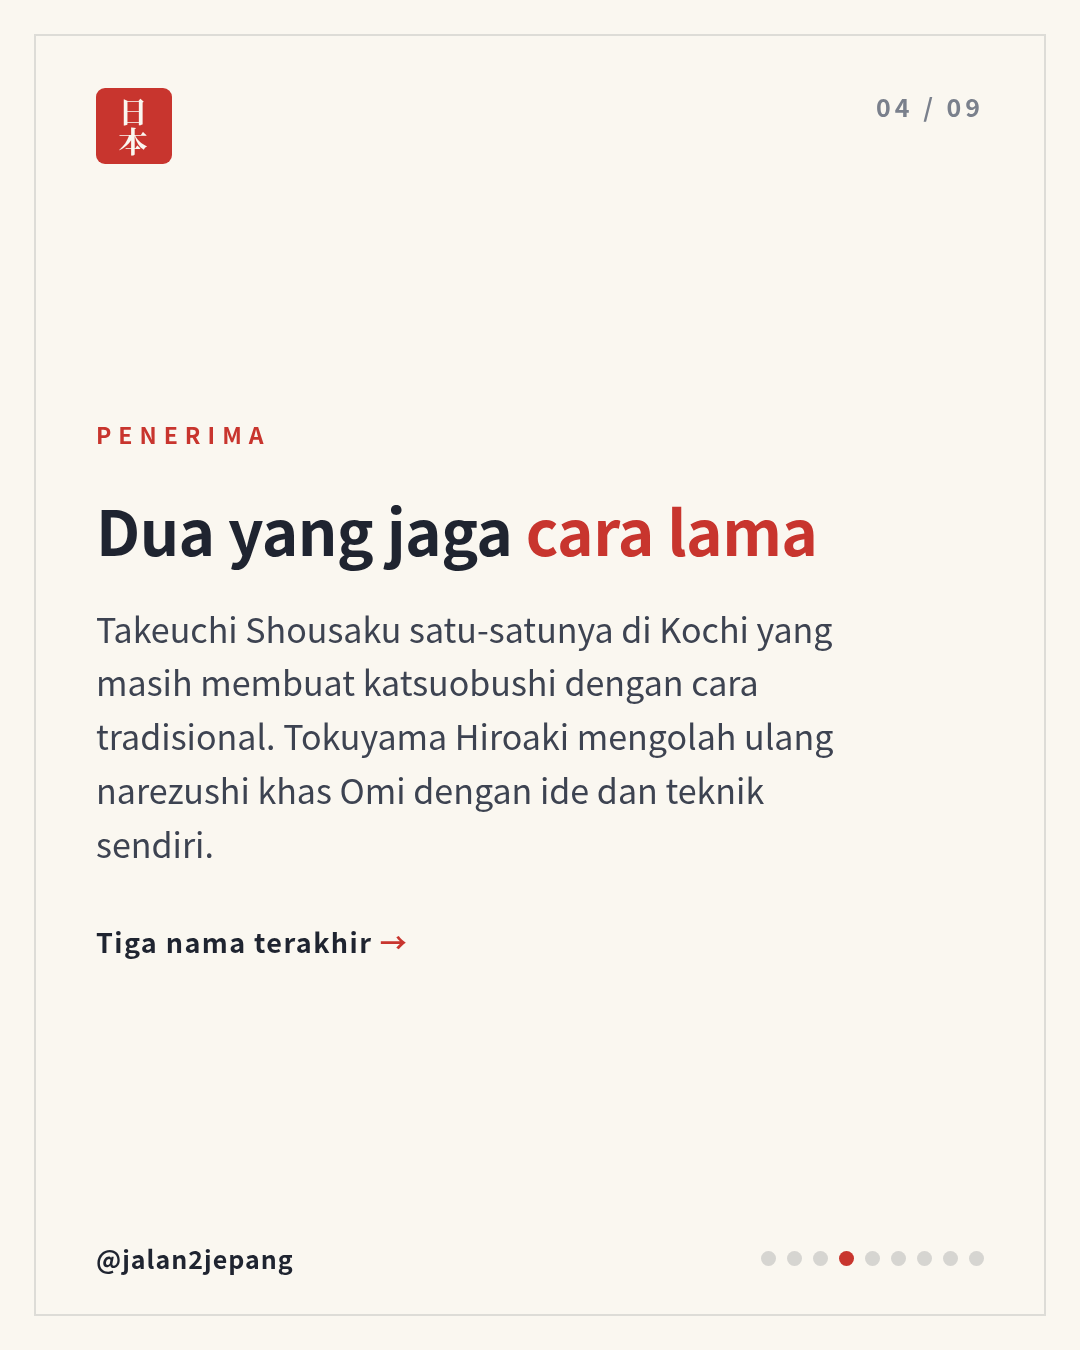 日
本
04 / 09
PENERIMA
Dua yang jaga cara lama
Takeuchi Shousaku satu-satunya di Kochi yang
masih membuat katsuobushi dengan cara
tradisional. Tokuyama Hiroaki mengolah ulang
narezushi khas Omi dengan ide dan teknik
sendiri.
Tiga nama terakhir →
@jalan2jepang